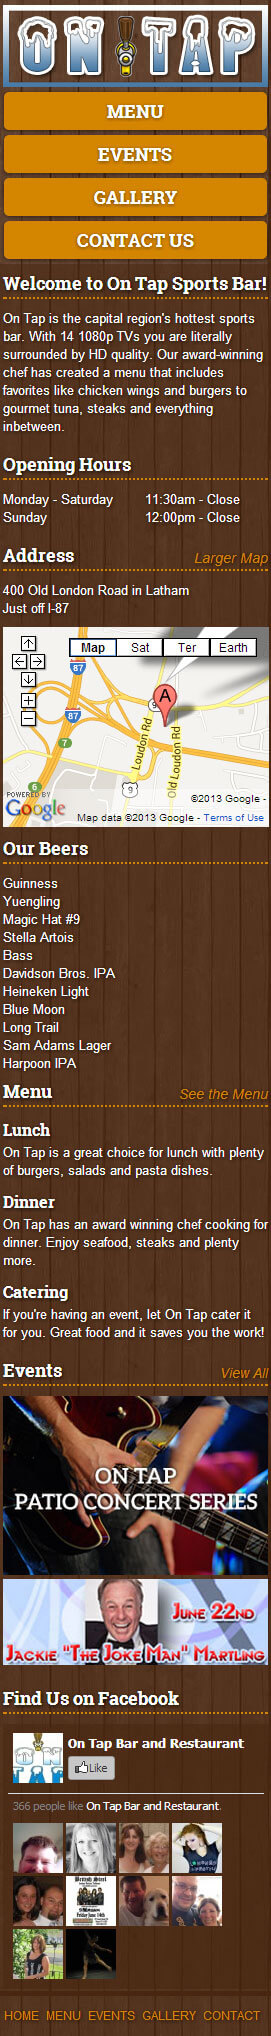 ON TAP
MENU
EVENTS
GALLERY
CONTACT US
Welcome to On Tap Sports Bar!
On Tap is the capital region's hottest sports
bar. With 14 1080p TVs you are literally
surrounded by HD quality. Our award-winning
chef has created a menu that includes
favorites like chicken wings and burgers to
gourmet tuna, steaks and everything
inbetween.
Opening Hours
Monday - Saturday 11:30am - Close
Sunday 12:00pm - Close
Address Larger Map
400 Old London Road in Latham
Just off I-87
Map Sat Ter Earth
87
A
9
87
7
Loudon Rd
Old Loudon Rd
6
9
POWERED BY
Google
©2013 Google -
Map data ©2013 Google - Terms of Use
Our Beers
Guinness
Yuengling
Magic Hat #9
Stella Artois
Bass
Davidson Bros. IPA
Heineken Light
Blue Moon
Long Trail
Sam Adams Lager
Harpoon IPA
Menu See the Menu
Lunch
On Tap is a great choice for lunch with plenty
of burgers, salads and pasta dishes.
Dinner
On Tap has an award winning chef cooking for
dinner. Enjoy seafood, steaks and plenty
more.
Catering
If you're having an event, let On Tap cater it
for you. Great food and it saves you the work!
Events View All
ON TAP
PATIO CONCERT SERIES
June 22nd
Jackie "The Joke Man" Martling
Find Us on Facebook
On Tap Bar and Restaurant
Like
366 people like On Tap Bar and Restaurant.
British Steel
HOME MENU EVENTS GALLERY CONTACT